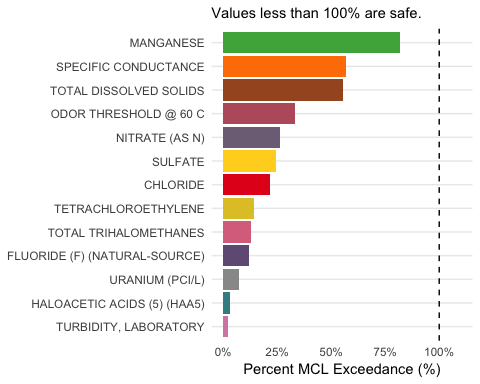 Values less than 100% are safe.
MANGANESE
SPECIFIC CONDUCTANCE
TOTAL DISSOLVED SOLIDS
ODOR THRESHOLD @ 60 C
NITRATE (AS N)
SULFATE
CHLORIDE
TETRACHLOROETHYLENE
TOTAL TRIHALOMETHANES
FLUORIDE (F) (NATURAL-SOURCE)
URANIUM (PCI/L)
HALOACETIC ACIDS (5) (HAA5)
TURBIDITY, LABORATORY
0% 25% 50% 75% 100%
Percent MCL Exceedance (%)